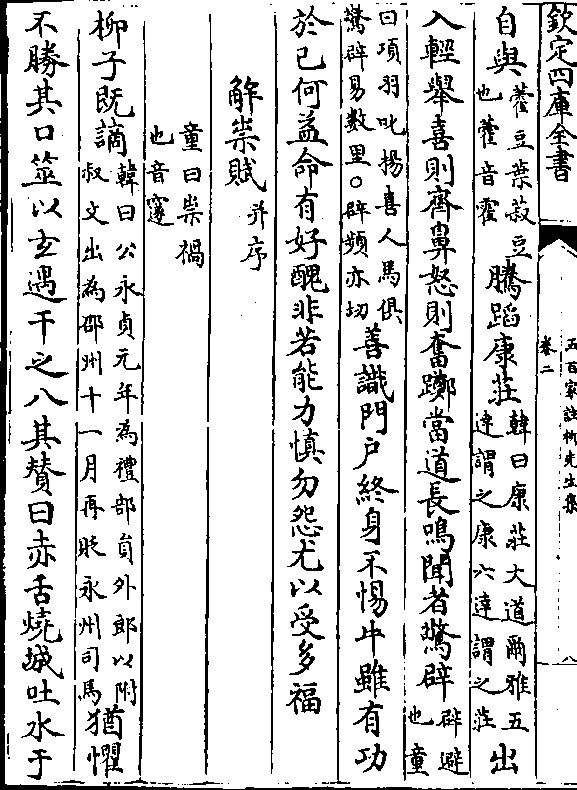 欽定四庫全書
五百家註柳先生集
卷二
八
自與藿豆葉菽豆也藿音霍騰蹈康莊韓曰康莊大道爾雅五達謂之康六達謂之莊出
入輕舉喜則齊鼻怒則奮躑當道長鳴聞者驚辟辟避也童
曰項羽叱揚喜人馬俱驚辟易數里○辟頻亦切善識門户終身不惕牛雖有功
於已何益命有好醜非若能力慎勿怨尤以受多福
解祟賦并序
童曰祟禍也音邃
柳子既謫韓曰公永貞元年為禮部員外郎以附叔文出為邵州十一月再貶永州司馬猶懼
不勝其口筮以玄遇干之八其賛曰赤舌燒城吐水于